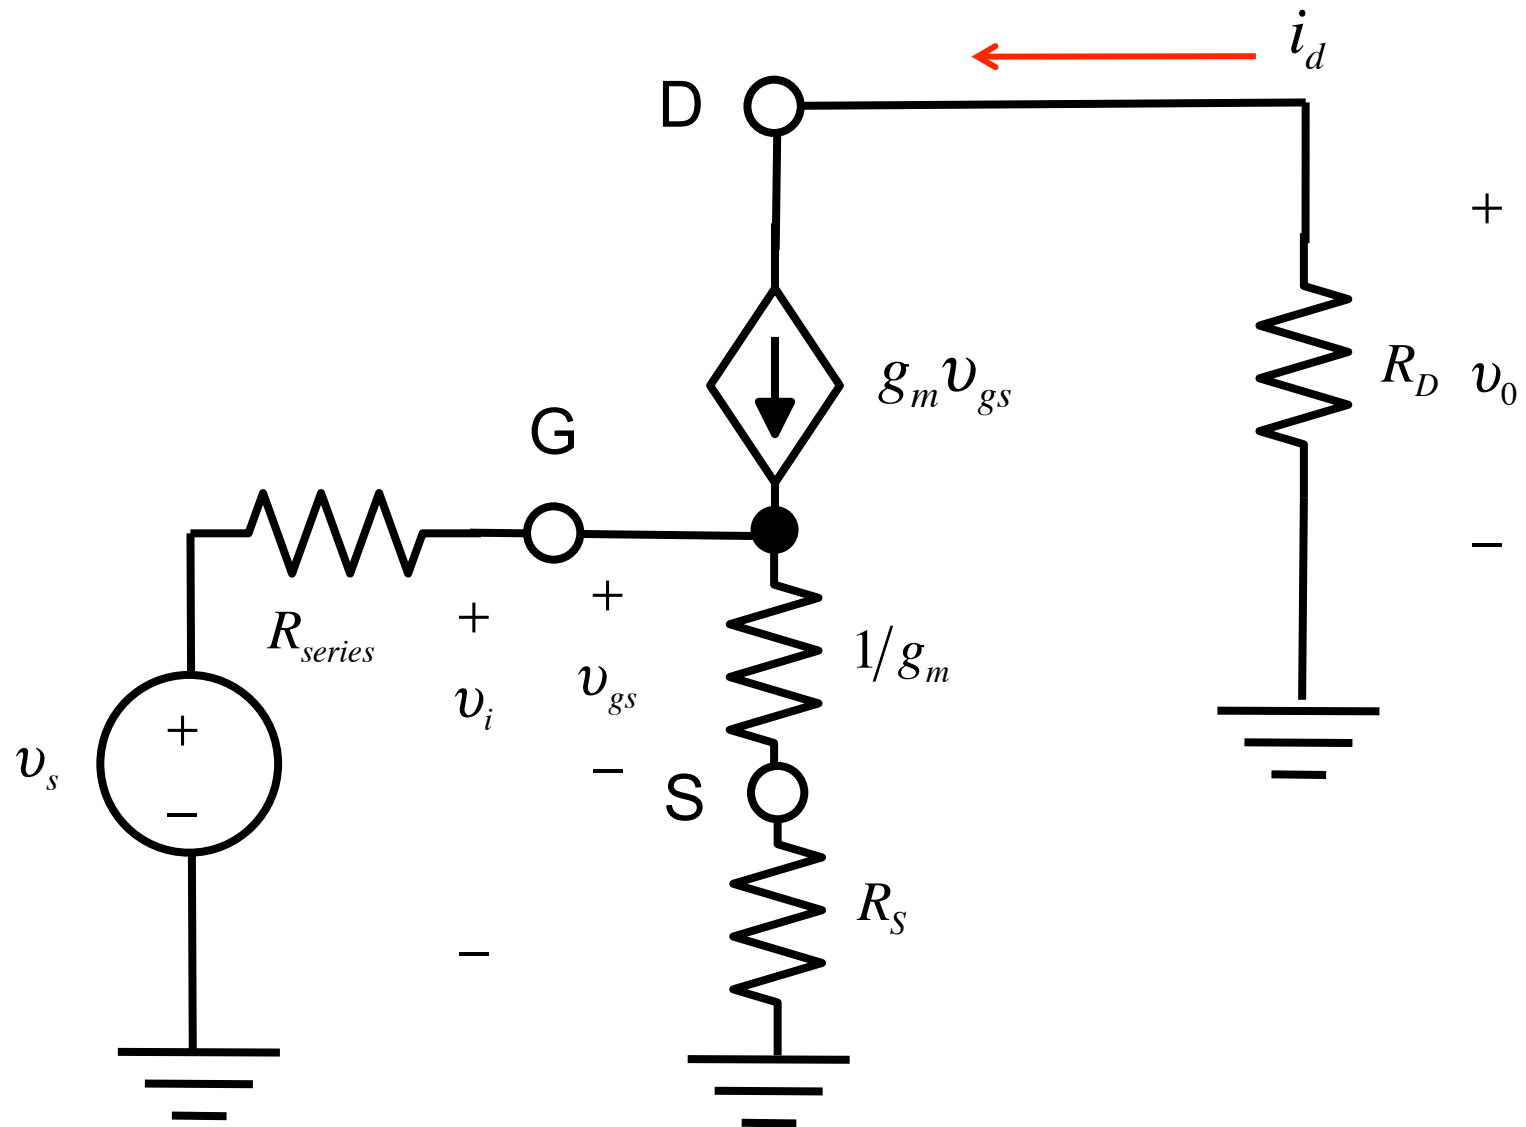 i_d
D
+
g_m υ_gs
R_D
υ_0
G
−
R_series
+
+
1/g_m
υ_i
υ_gs
υ_s
+
−
−
S
R_S
−